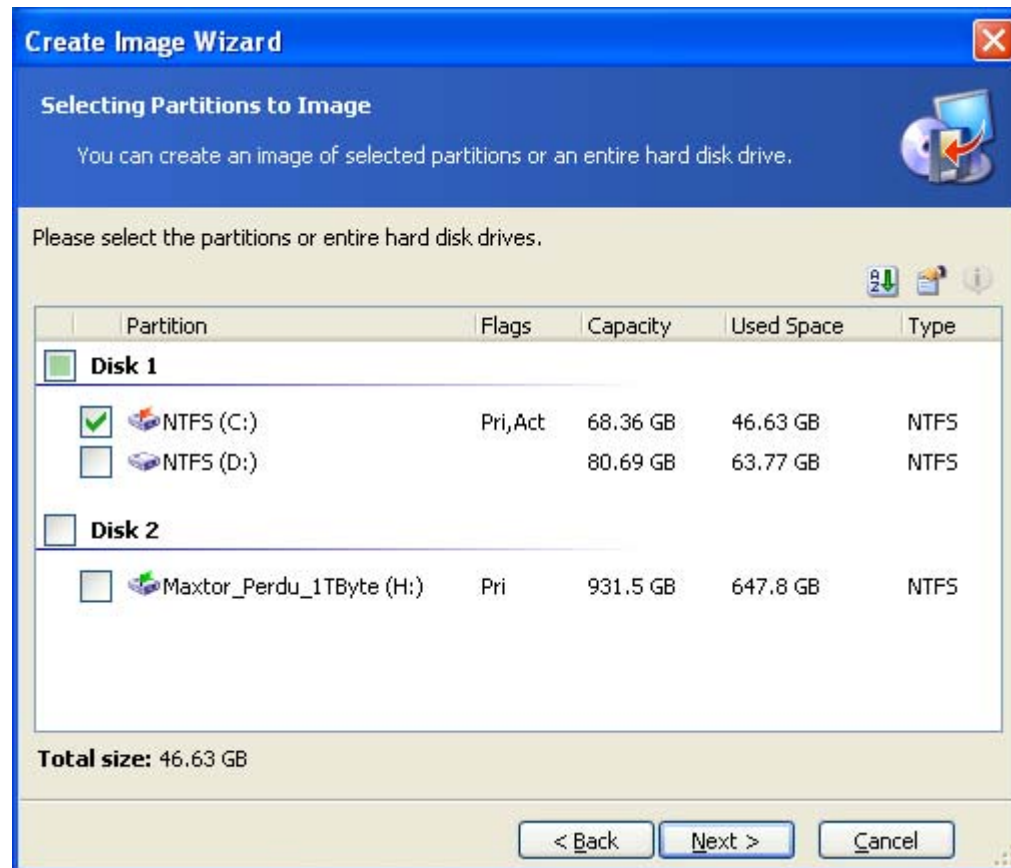 Create Image Wizard
Selecting Partitions to Image
You can create an image of selected partitions or an entire hard disk drive.
Please select the partitions or entire hard disk drives.
Partition Flags Capacity Used Space Type
Disk 1
NTFS (C:) Pri,Act 68.36 GB 46.63 GB NTFS
NTFS (D:) 80.69 GB 63.77 GB NTFS
Disk 2
Maxtor_Perdu_1TByte (H:) Pri 931.5 GB 647.8 GB NTFS
Total size: 46.63 GB
< Back Next > Cancel